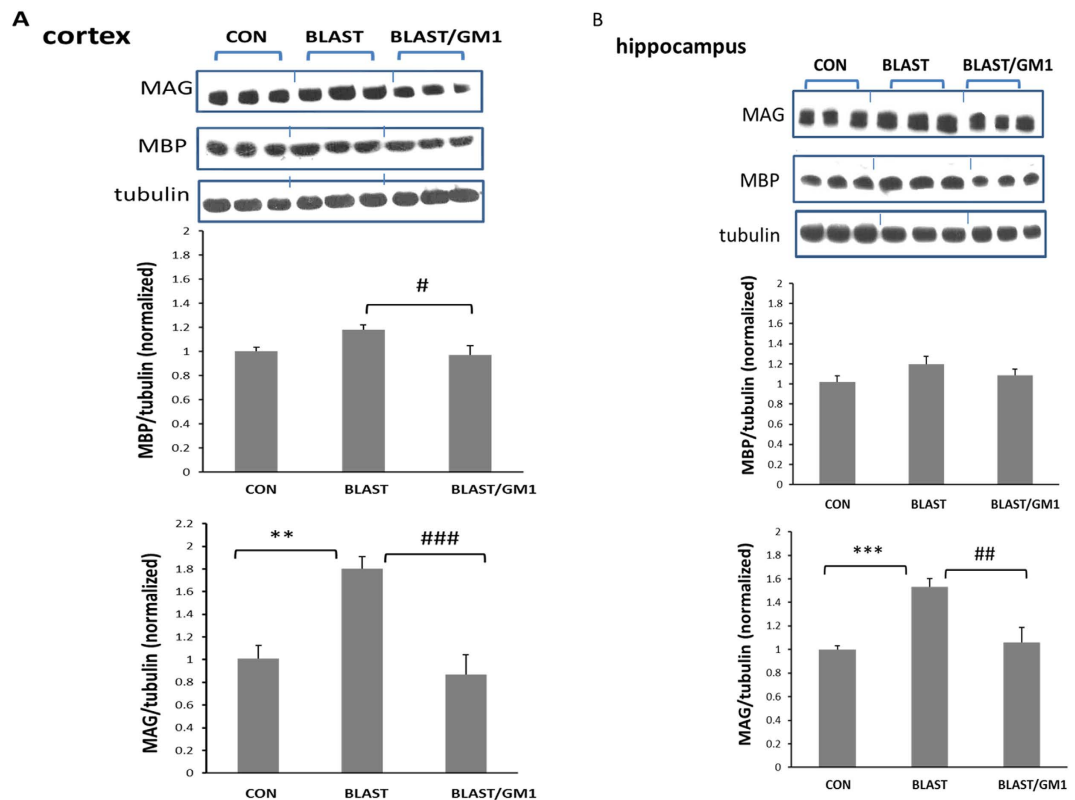 A
cortex
CON BLAST BLAST/GM1
MAG
MBP
tubulin
MBP/tubulin (normalized)
2
1.8
1.6
1.4
1.2
1
0.8
0.6
0.4
0.2
0
#
CON BLAST BLAST/GM1
MAG/tubulin (normalized)
2.2
2
1.8
1.6
1.4
1.2
1
0.8
0.6
0.4
0.2
0
** ###
CON BLAST BLAST/GM1
B
hippocampus
CON BLAST BLAST/GM1
MAG
MBP
tubulin
MBP/tubulin (normalized)
2
1.8
1.6
1.4
1.2
1
0.8
0.6
0.4
0.2
0
CON BLAST BLAST/GM1
MAG/tubulin (normalized)
2
1.8
1.6
1.4
1.2
1
0.8
0.6
0.4
0.2
0
*** ##
CON BLAST BLAST/GM1